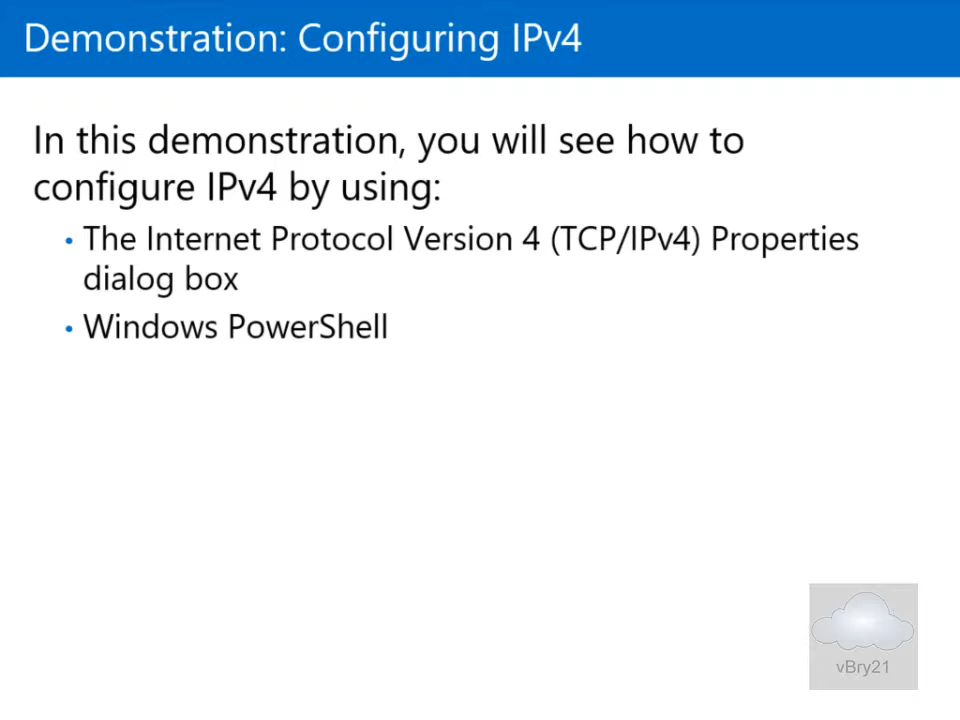 Demonstration: Configuring IPv4
In this demonstration, you will see how to
configure IPv4 by using:
• The Internet Protocol Version 4 (TCP/IPv4) Properties
dialog box
• Windows PowerShell
vBry21